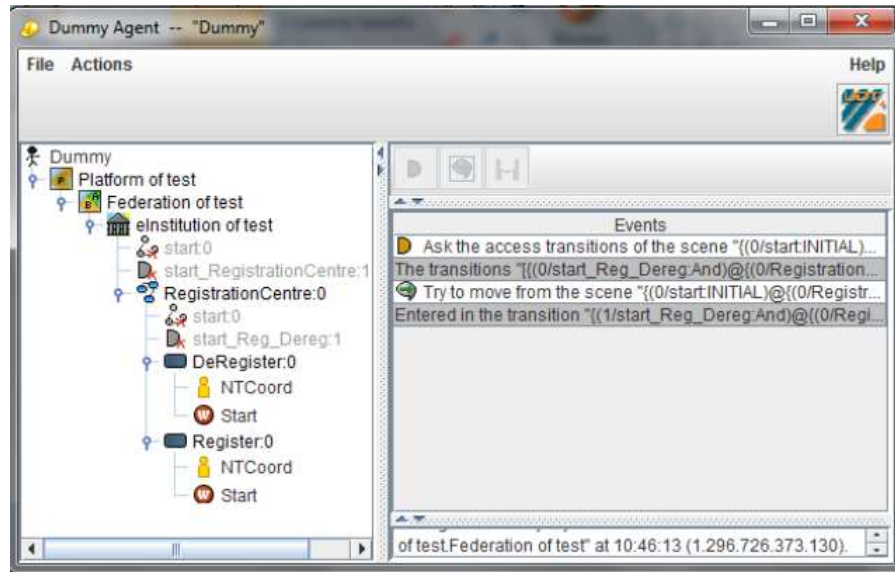 Dummy Agent -- "Dummy"
File Actions Help
Dummy
Platform of test
Federation of test
eInstitution of test
start:0
start_RegistrationCentre:1
RegistrationCentre:0
start:0
start_Reg_Dereg:1
DeRegister:0
NTCoord
Start
Register:0
NTCoord
Start
Events
Ask the access transitions of the scene "{(0/start:INITIAL)...
The transitions "[{(0/start_Reg_Dereg:And)@{(0/Registration...
Try to move from the scene "{(0/start:INITIAL)@{(0/Registr...
Entered in the transition "{(1/start_Reg_Dereg:And)@{(0/Regi...
of test.Federation of test" at 10:46:13 (1.296.726.373.130).